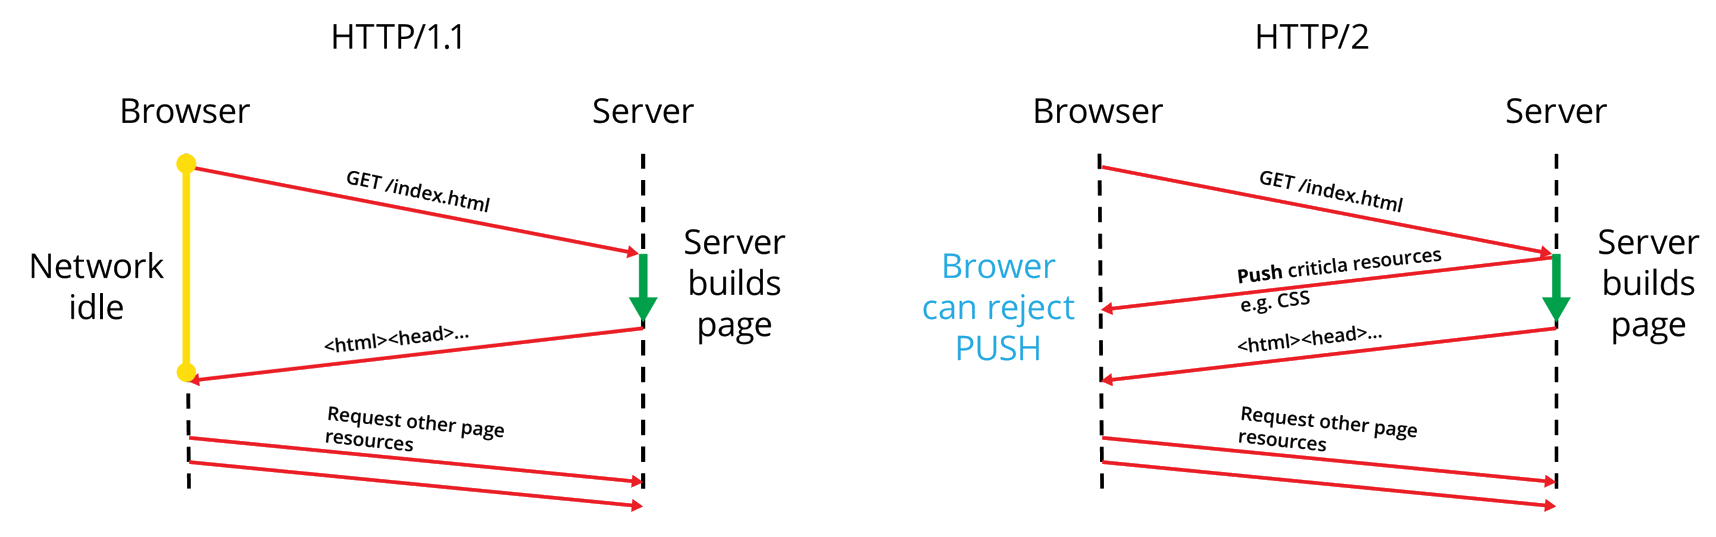 HTTP/1.1
Browser
Server
GET /index.html
Network
idle
Server
builds
page
<html><head>...
Request other page
resources
HTTP/2
Browser
Server
GET /index.html
Push criticla resources
e.g. CSS
Brower
can reject
PUSH
Server
builds
page
<html><head>...
Request other page
resources